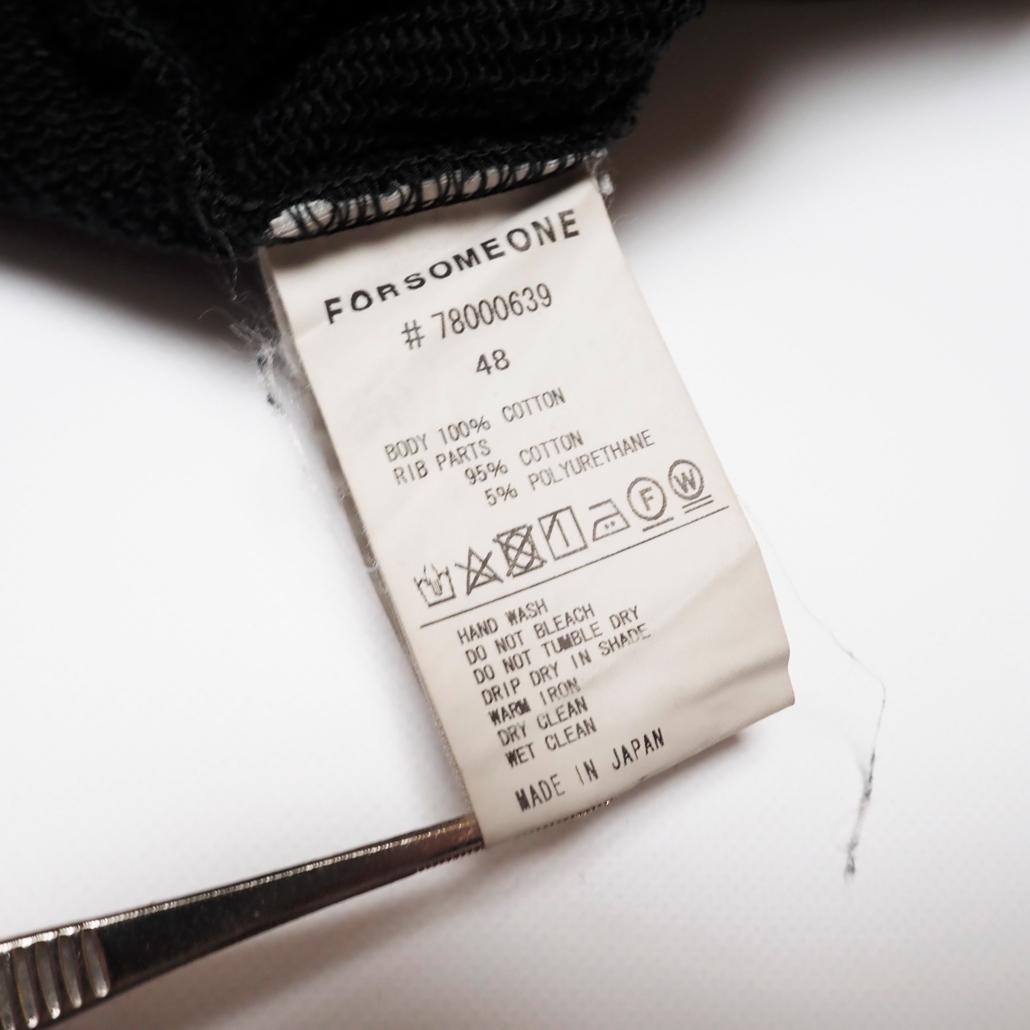 FORSOMEONE
# 78000639
48
BODY 100% COTTON
RIB PARTS
95% COTTON
5% POLYURETHANE
F W
HAND WASH
DO NOT BLEACH
DO NOT TUMBLE DRY
DRIP DRY IN SHADE
WARM IRON
DRY CLEAN
WET CLEAN
MADE IN JAPAN